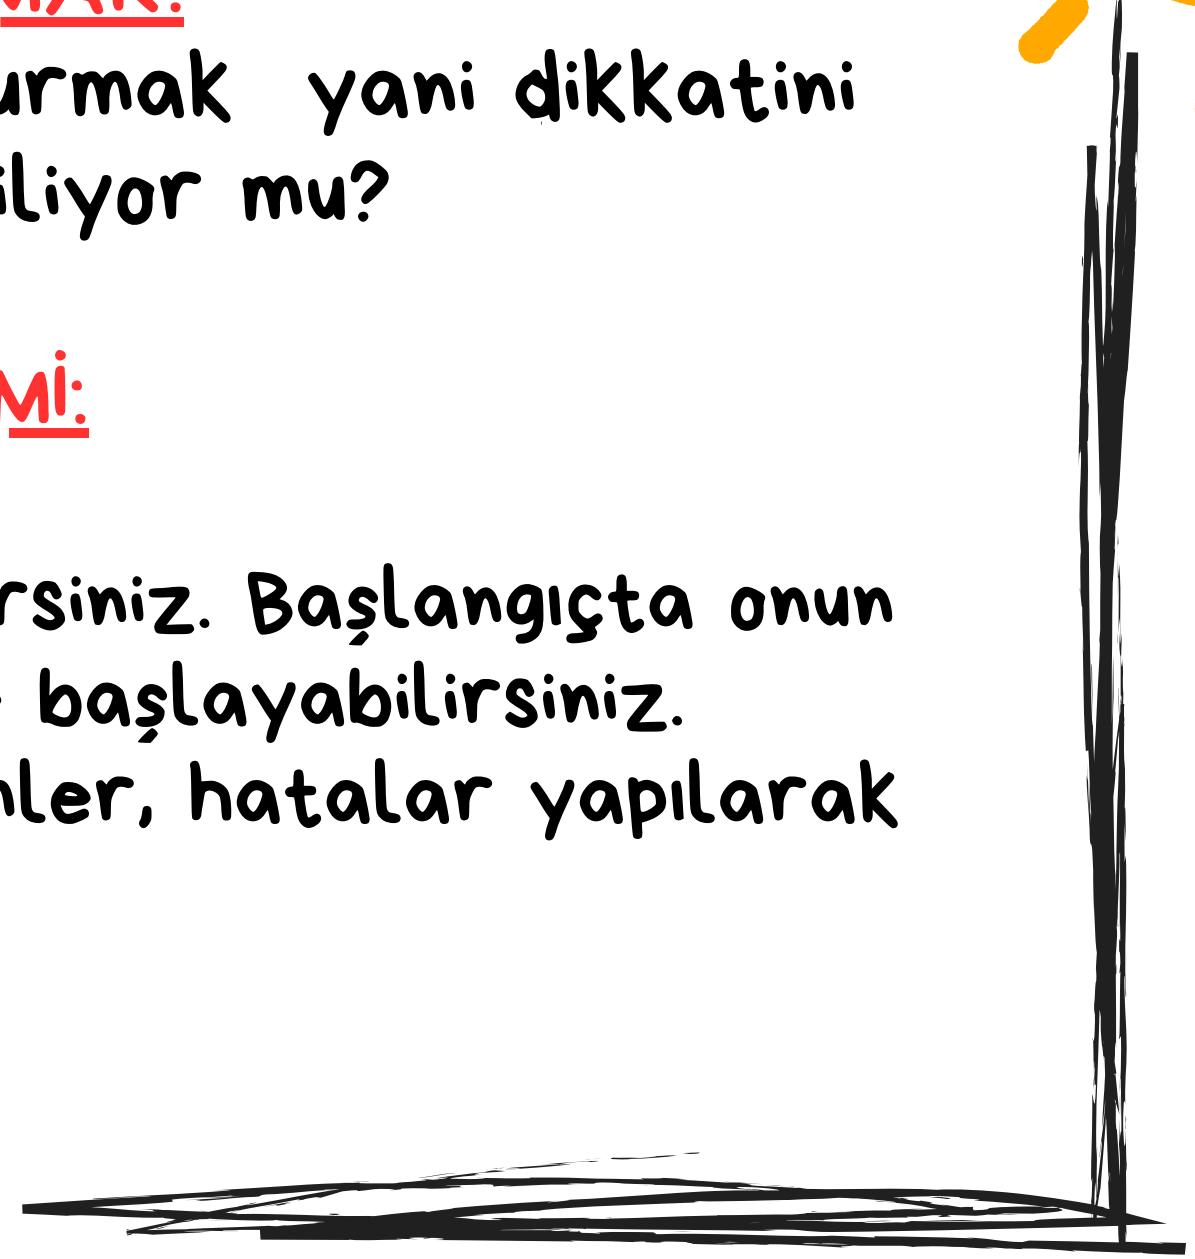 urmak yani dikkatini
iliyor mu?
Mİ:
rsiniz. Başlangıçta onun
başlayabilirsiniz.
nler, hatalar yapılarak